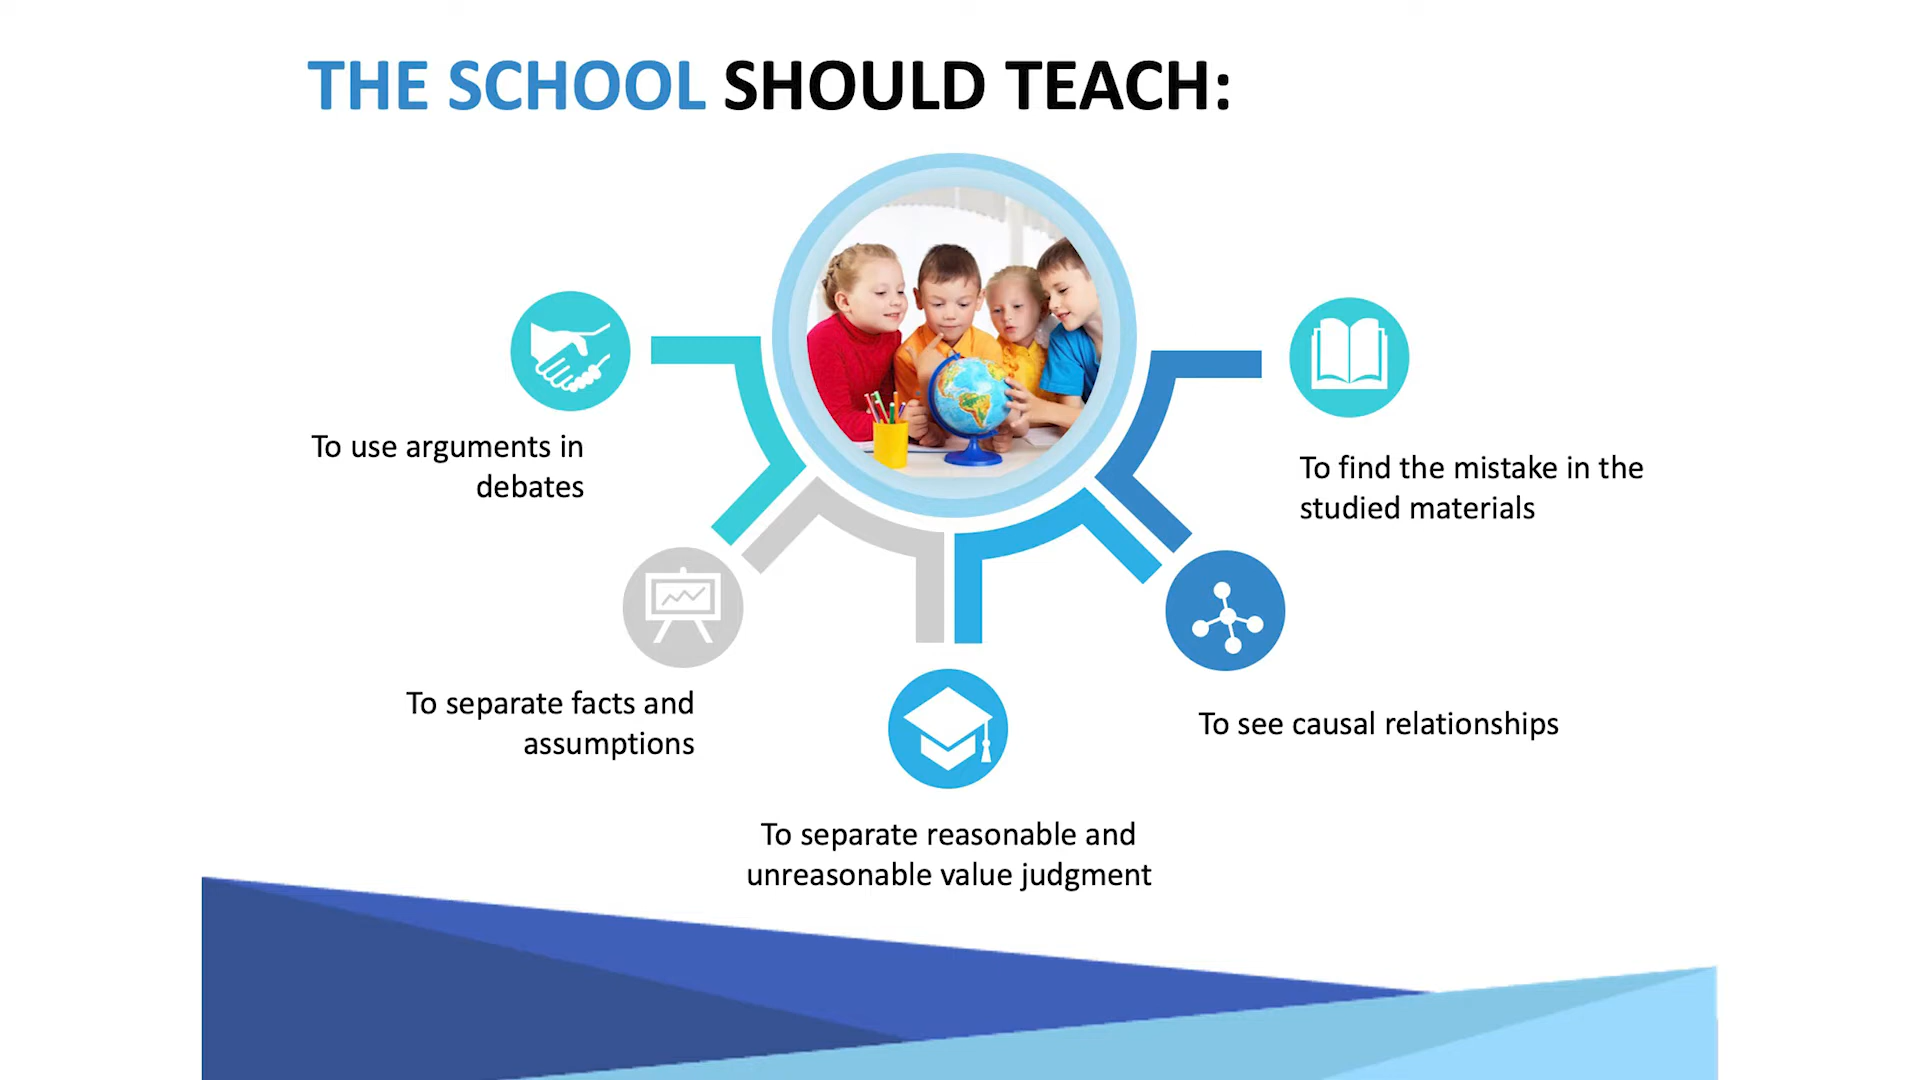 THE SCHOOL SHOULD TEACH:
To use arguments in
debates
To separate facts and
assumptions
To separate reasonable and
unreasonable value judgment
To see causal relationships
To find the mistake in the
studied materials